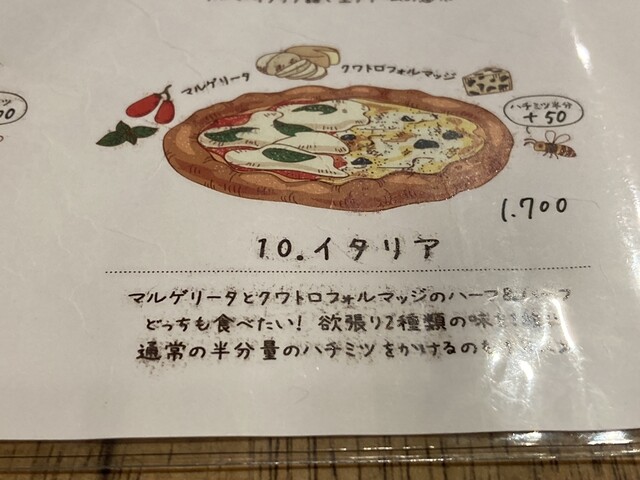 マルゲリータ
クワトロフォルマッジ
ハチミツ半分
+50
1.700
10.イタリア
マルゲリータとクワトロフォルマッジのハーフ&ハーフ
どっちも食べたい! 欲張り2種類の味
通常の半分量のハチミツをかけるのを